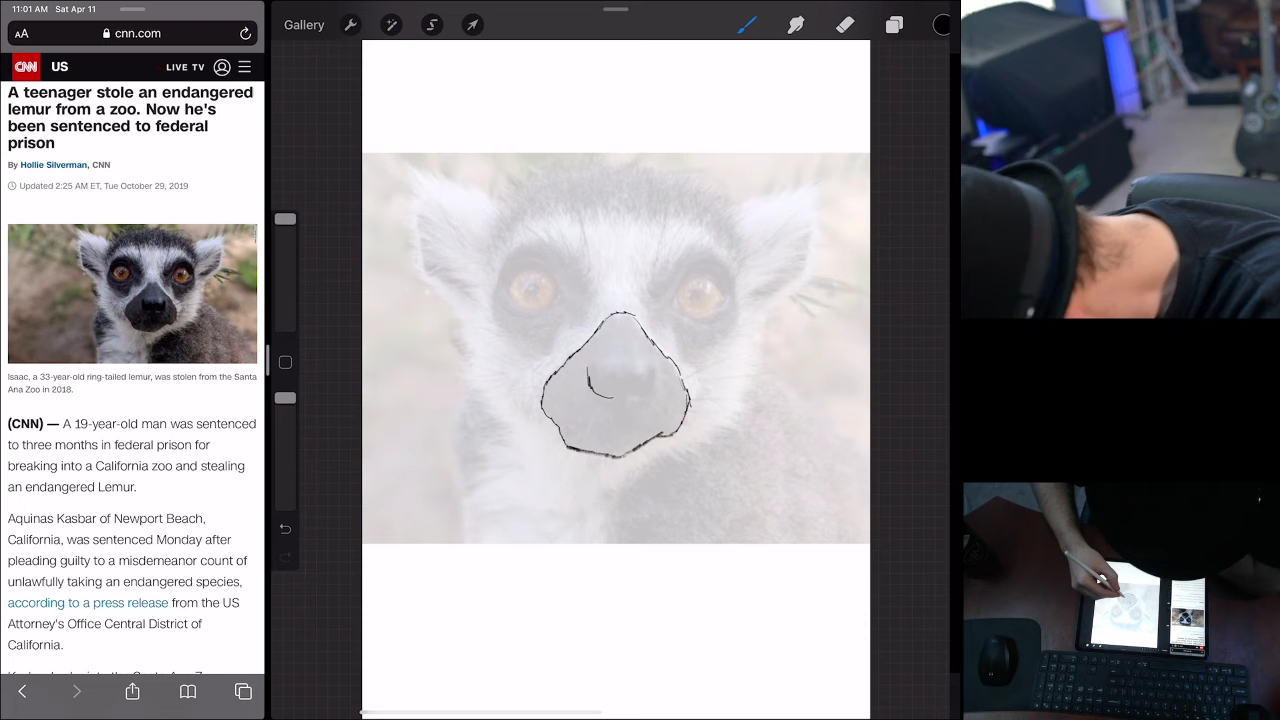 11:01 AM Sat Apr 11
AA cnn.com
CNN US LIVE TV
A teenager stole an endangered
lemur from a zoo. Now he's
been sentenced to federal
prison
By Hollie Silverman, CNN
Updated 2:25 AM ET, Tue October 29, 2019
Isaac, a 33-year-old ring-tailed lemur, was stolen from the Santa
Ana Zoo in 2018.
(CNN) — A 19-year-old man was sentenced
to three months in federal prison for
breaking into a California zoo and stealing
an endangered Lemur.
Aquinas Kasbar of Newport Beach,
California, was sentenced Monday after
pleading guilty to a misdemeanor count of
unlawfully taking an endangered species,
according to a press release from the US
Attorney's Office Central District of
California.
Gallery